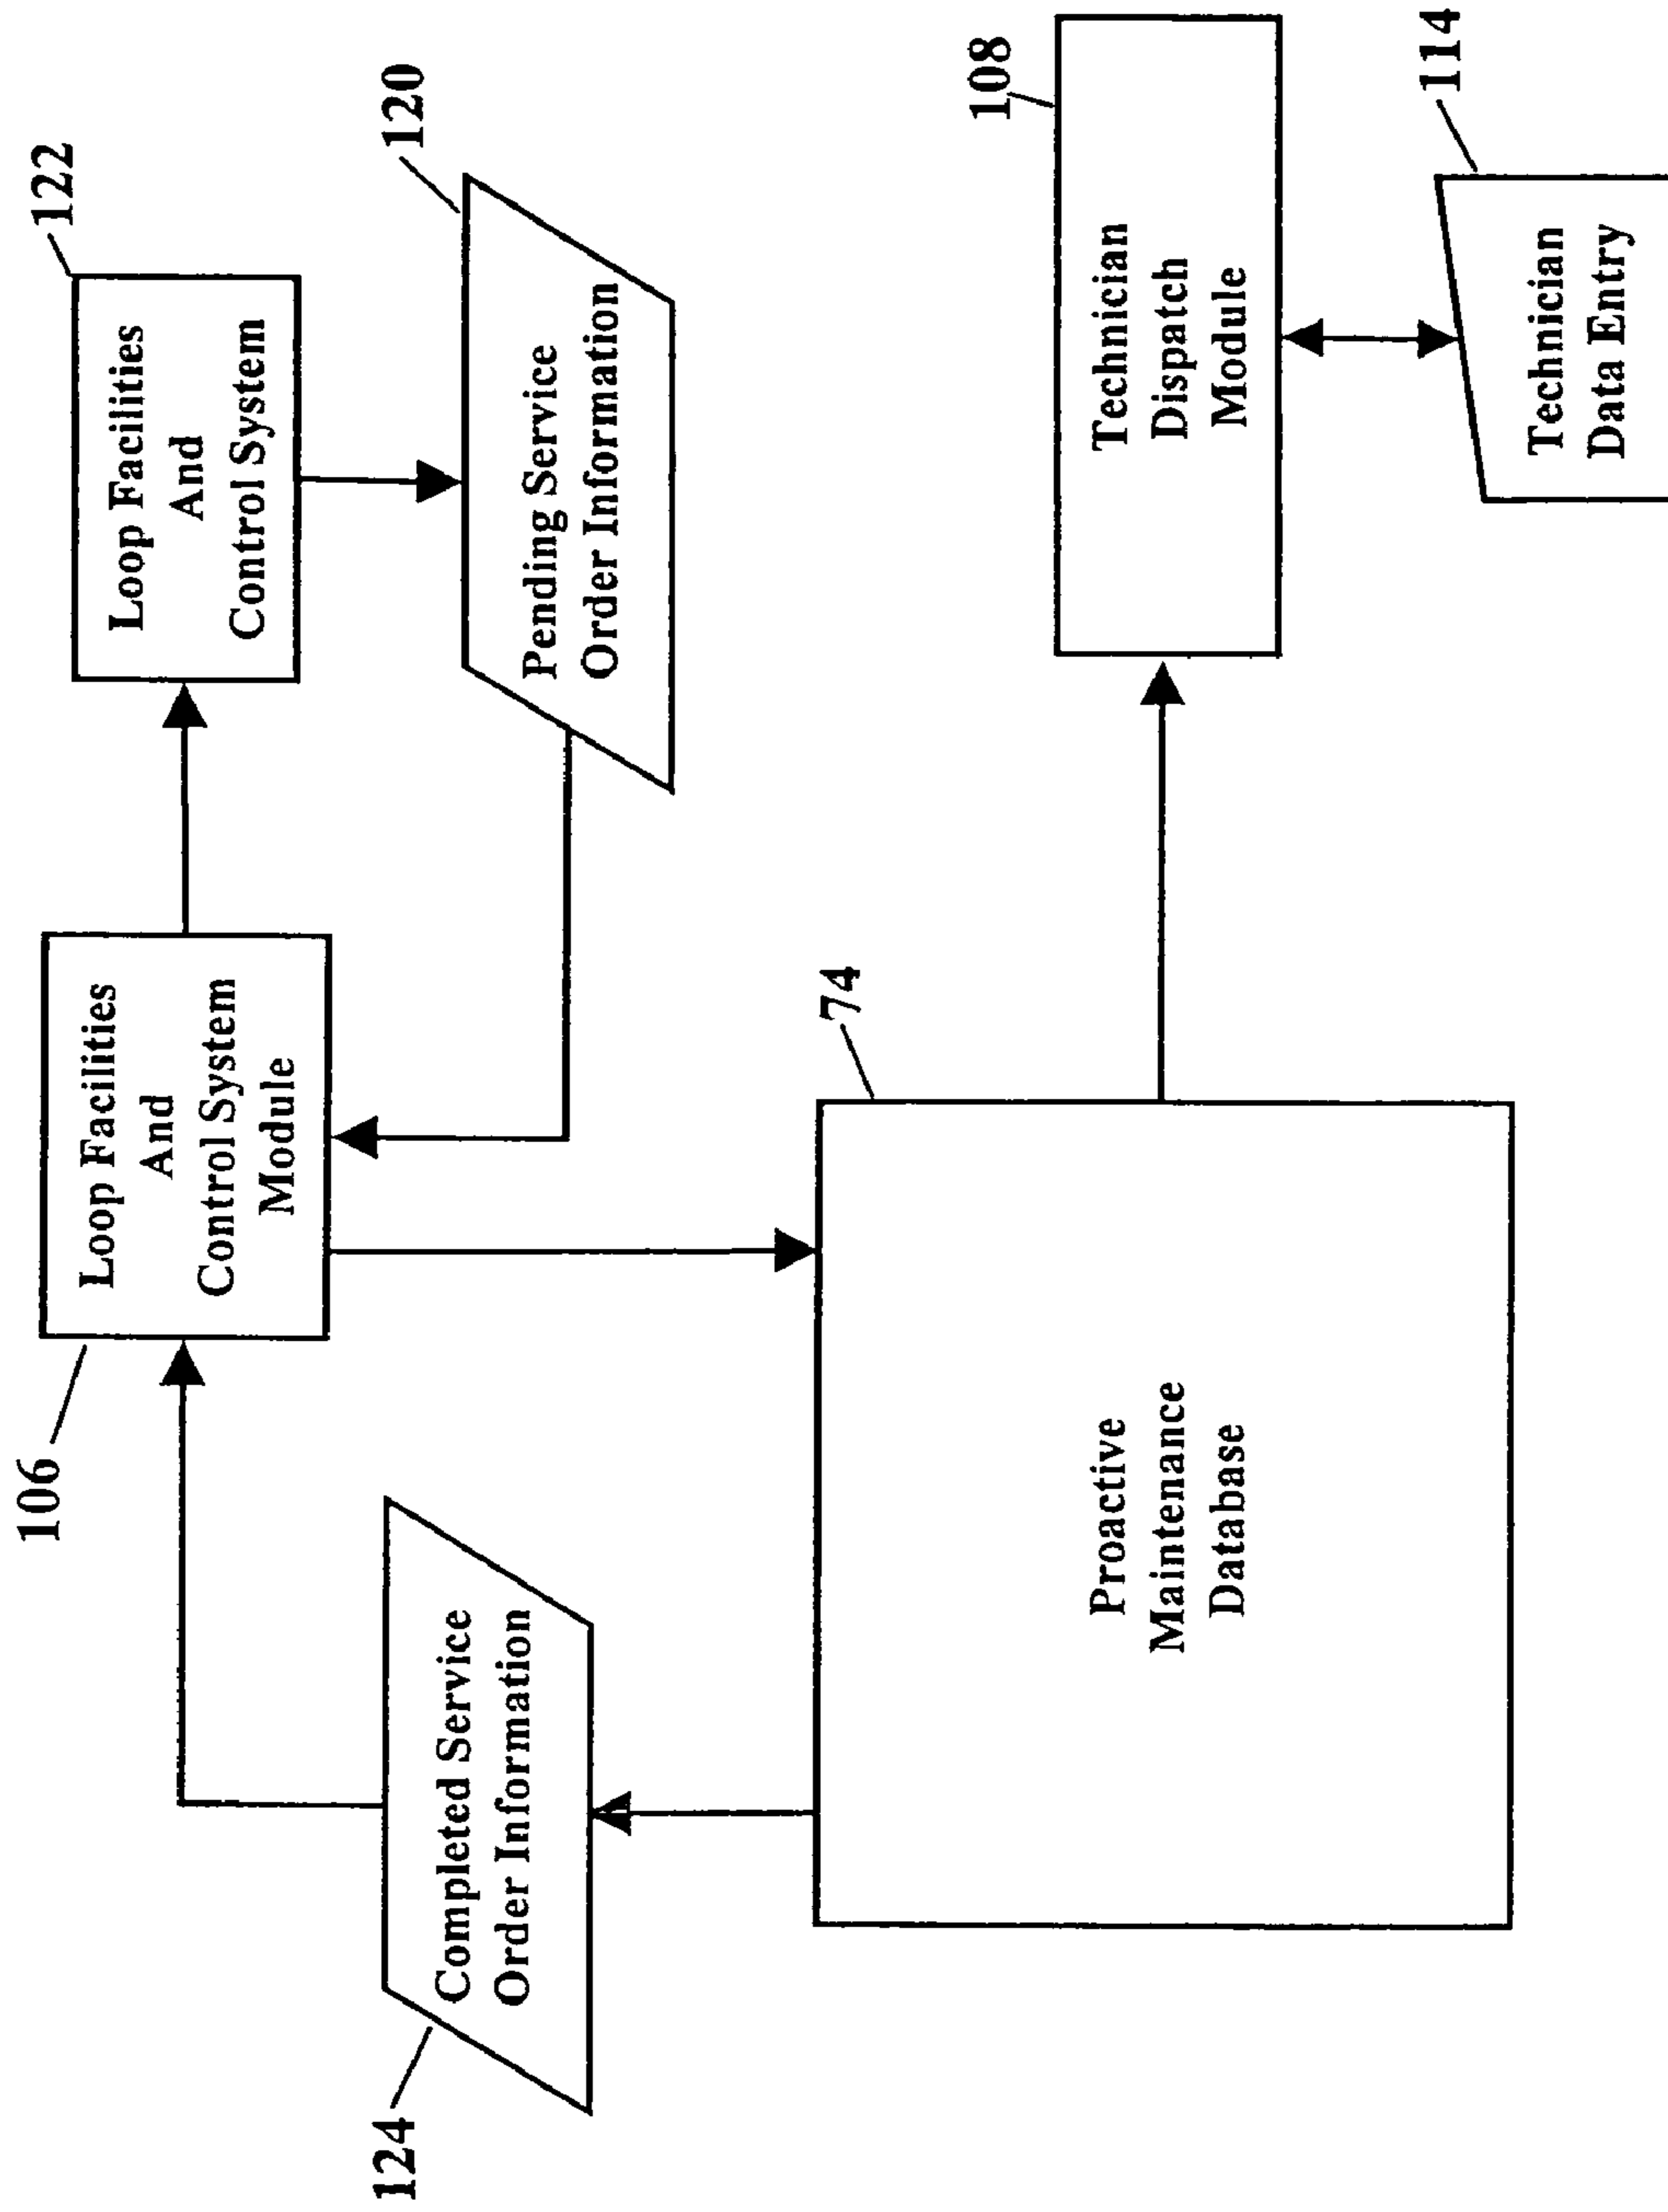 106
Loop Facilities
And
Control System
Module
122
Loop Facilities
And
Control System
124
Completed Service
Order Information
120
Pending Service
Order Information
74
Proactive
Maintenance
Database
108
Technician
Dispatch
Module
114
Technician
Data Entry